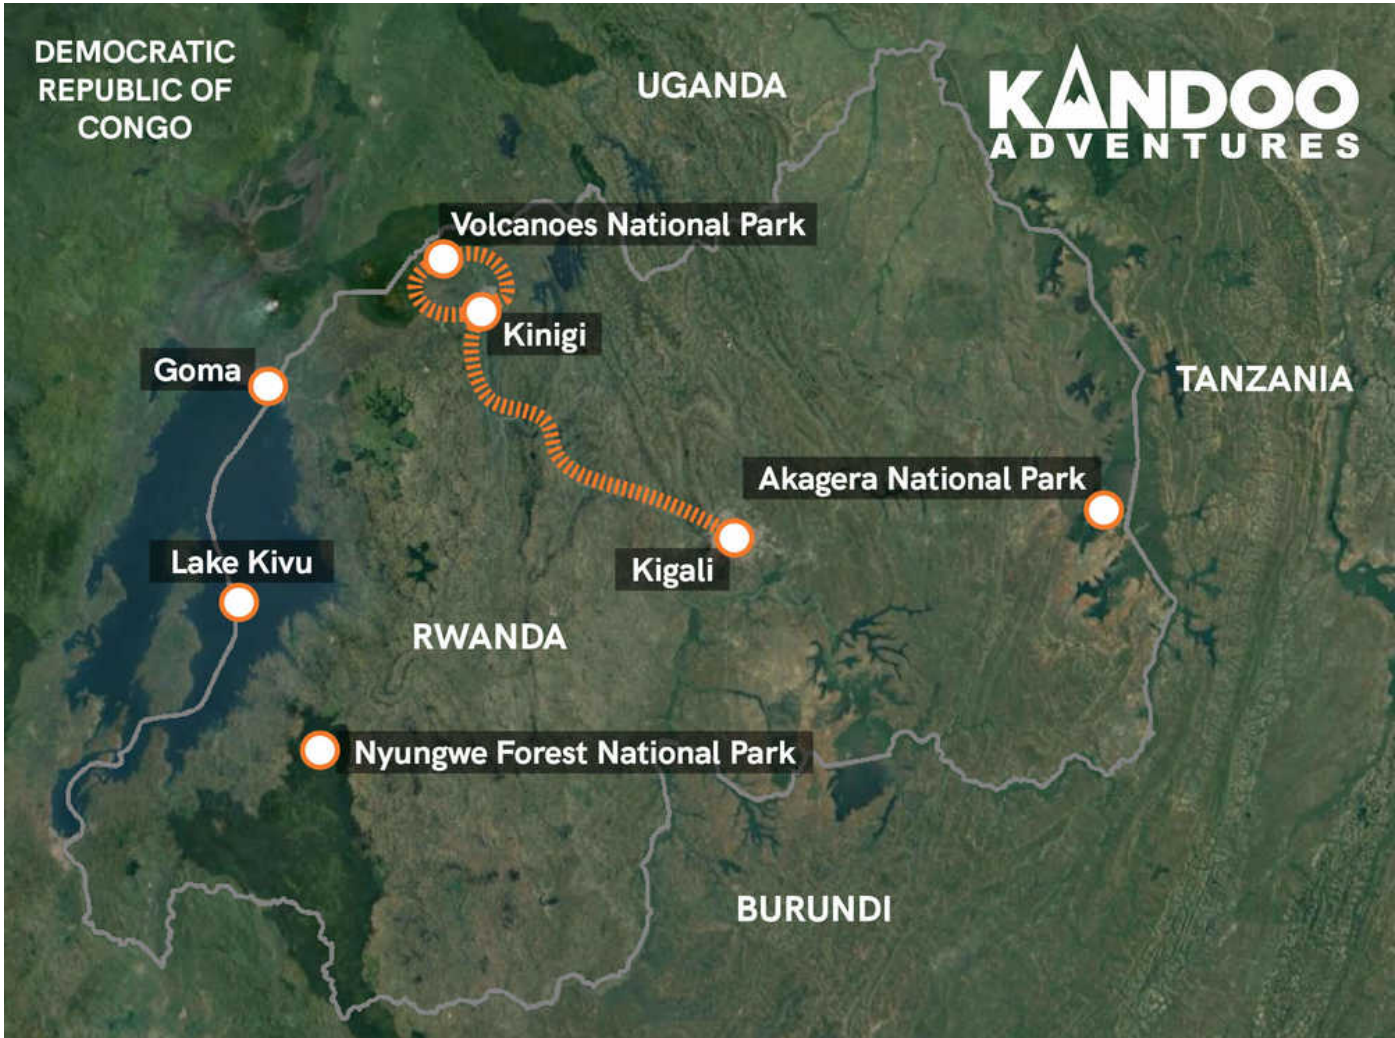 DEMOCRATIC
REPUBLIC OF
CONGO
UGANDA
KANDOO
ADVENTURES
Volcanoes National Park
Kinigi
Goma
TANZANIA
Akagera National Park
Lake Kivu
Kigali
RWANDA
Nyungwe Forest National Park
BURUNDI